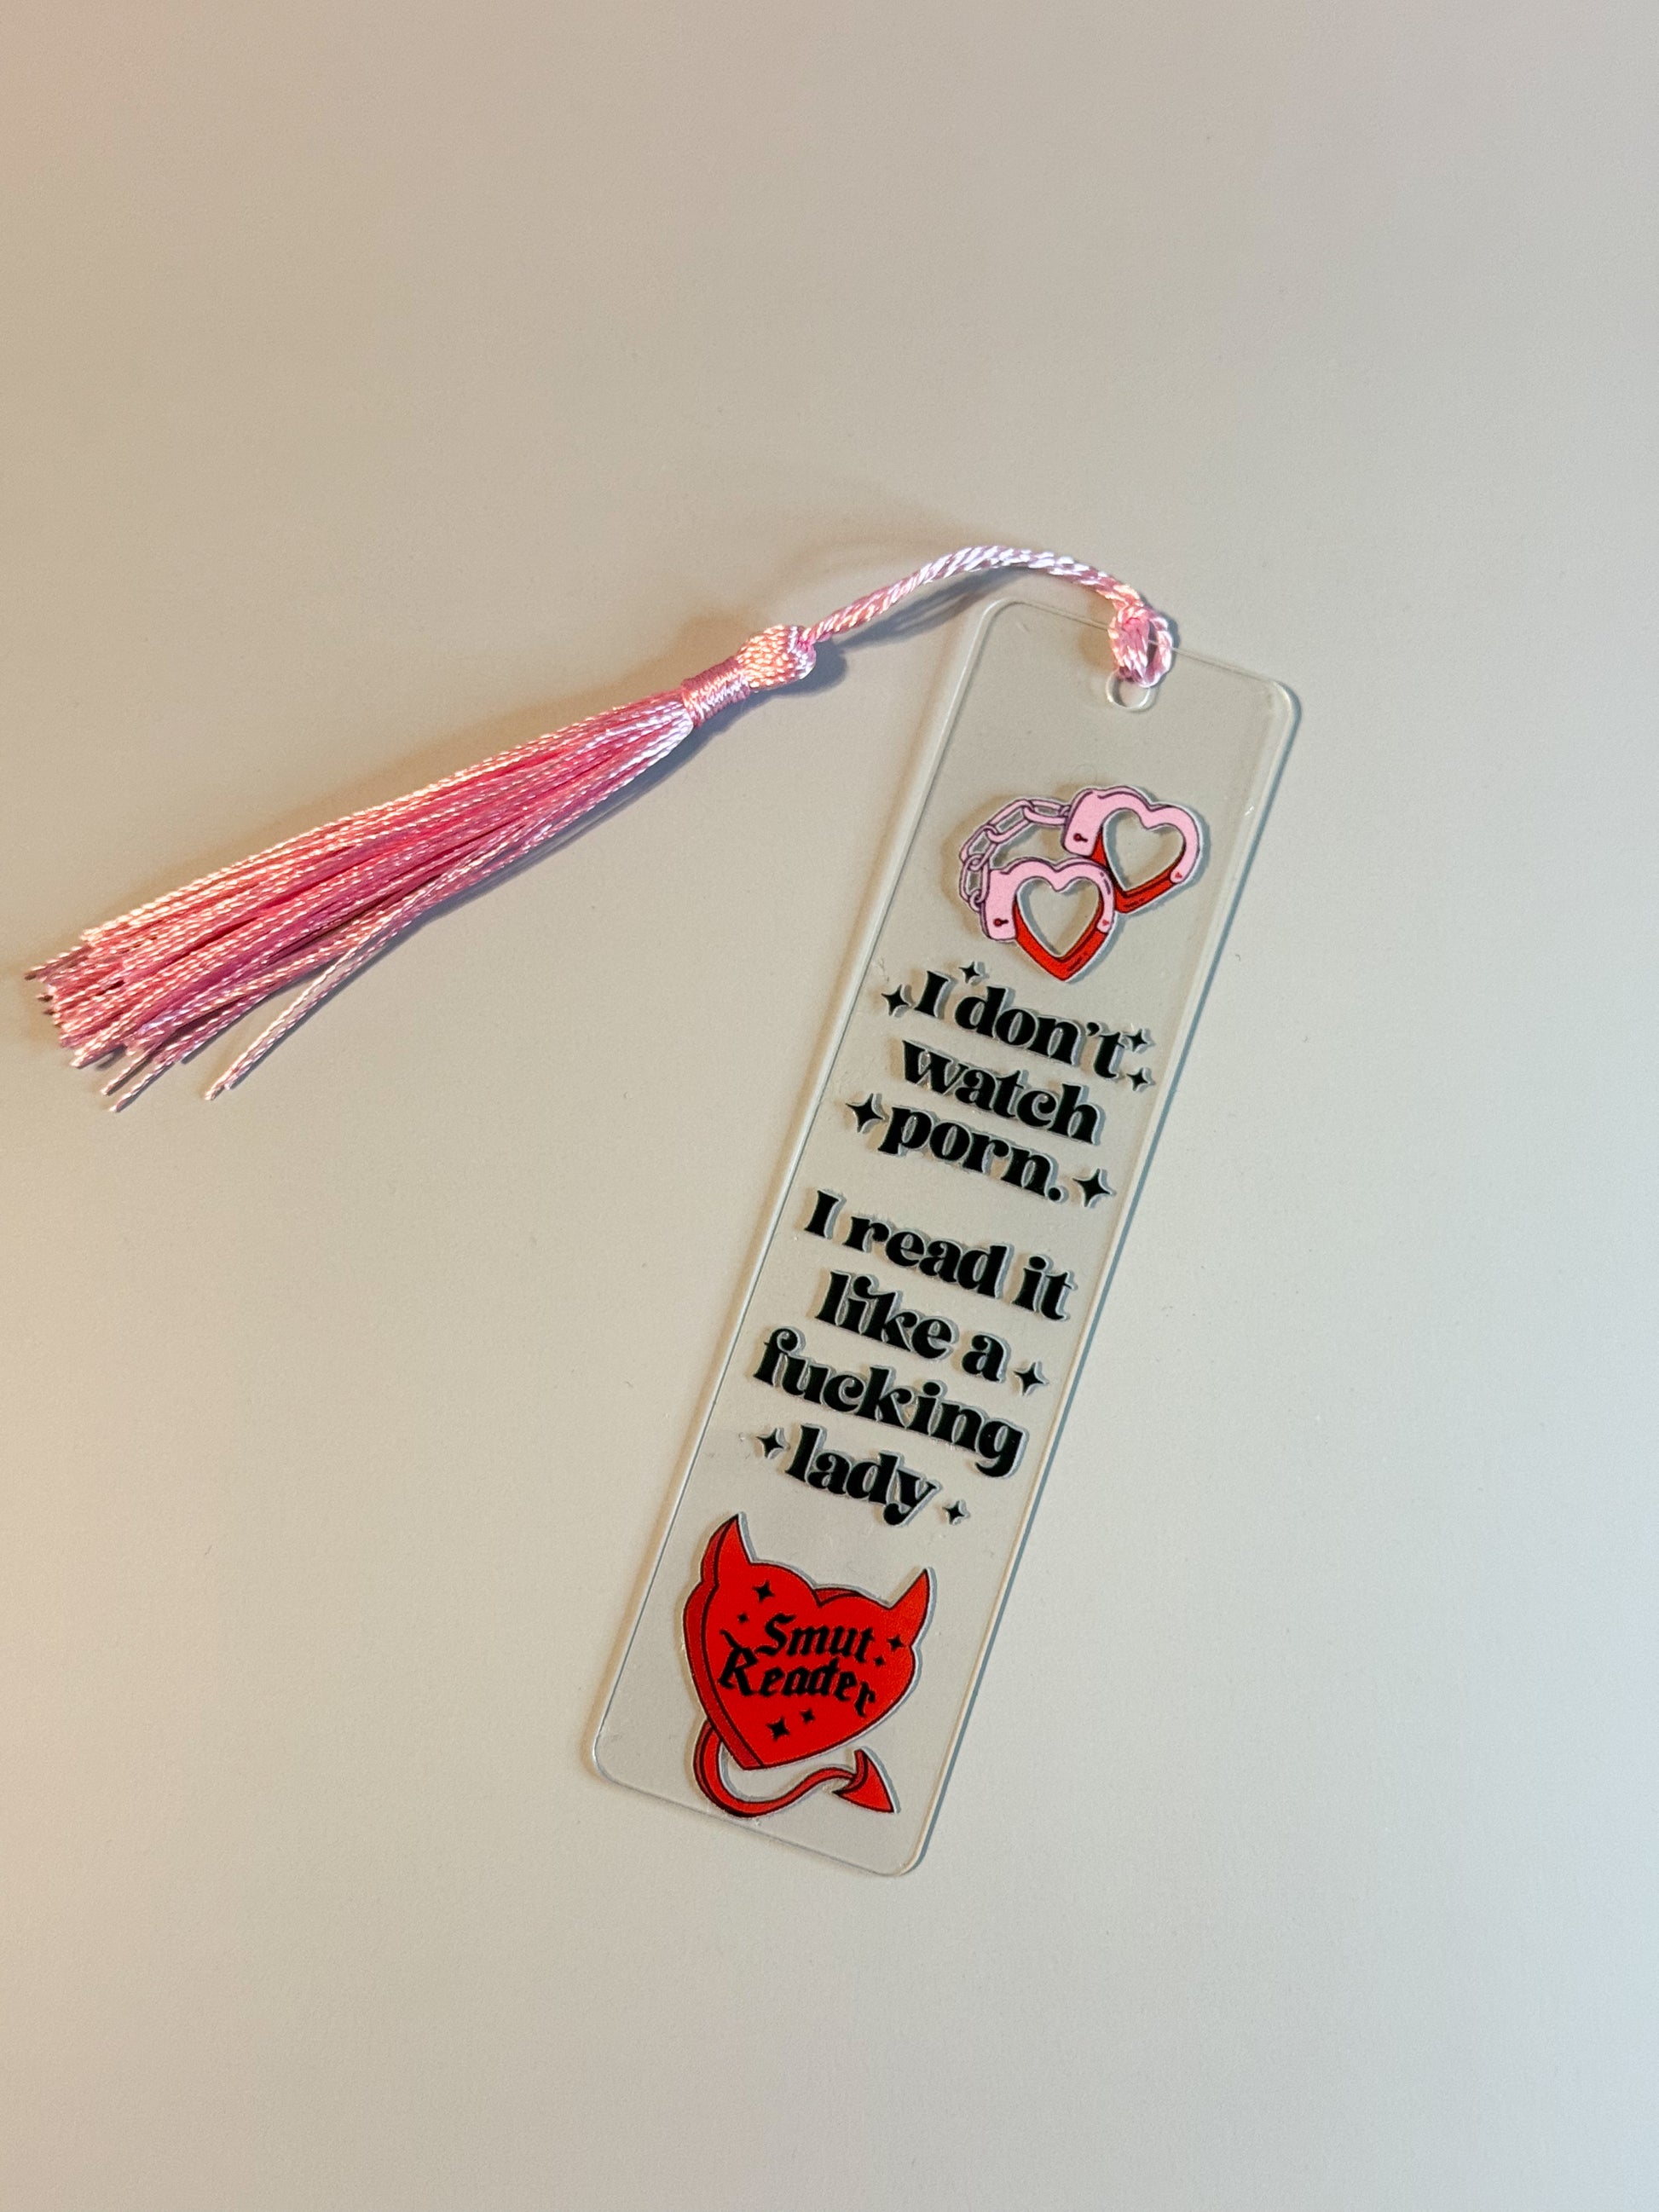 I don't
watch
porn.
I read it
like a
fucking
lady
Smut
Reader